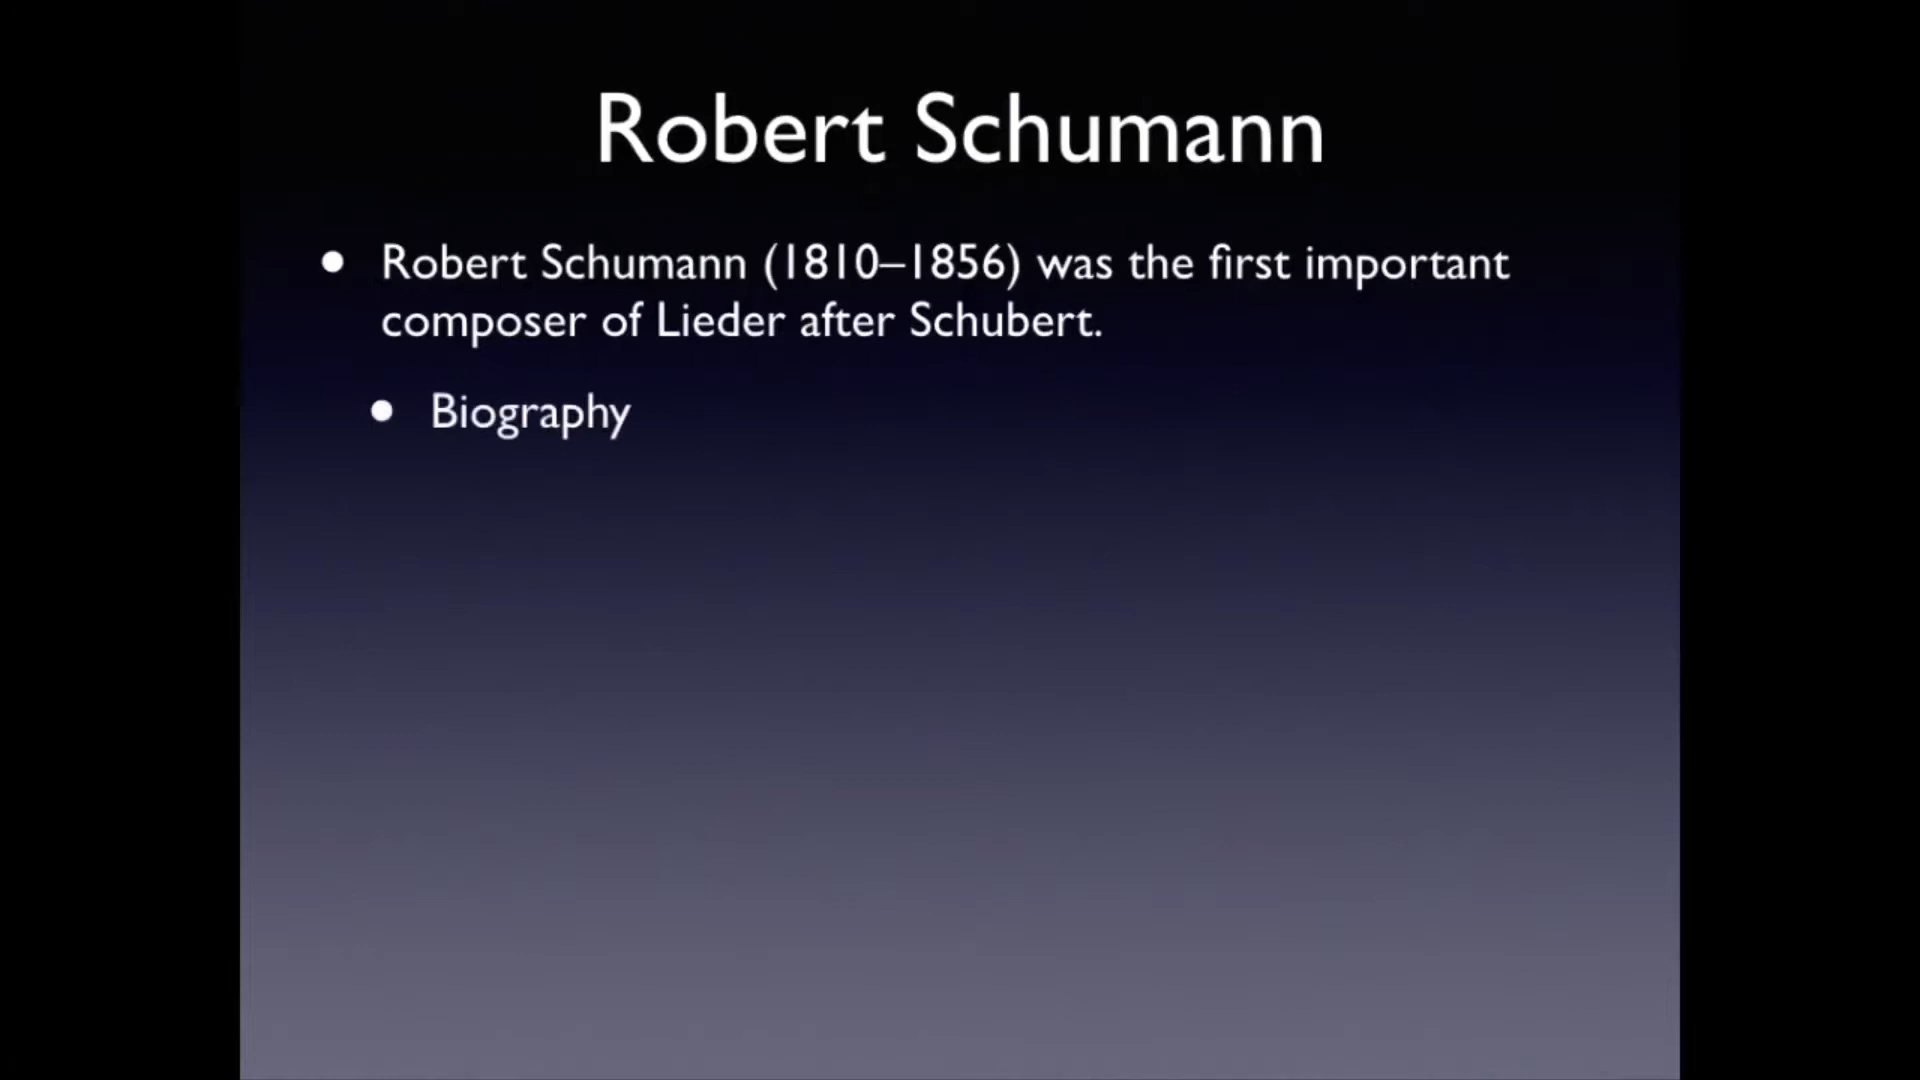 Robert Schumann
• Robert Schumann (1810–1856) was the first important
composer of Lieder after Schubert.
• Biography